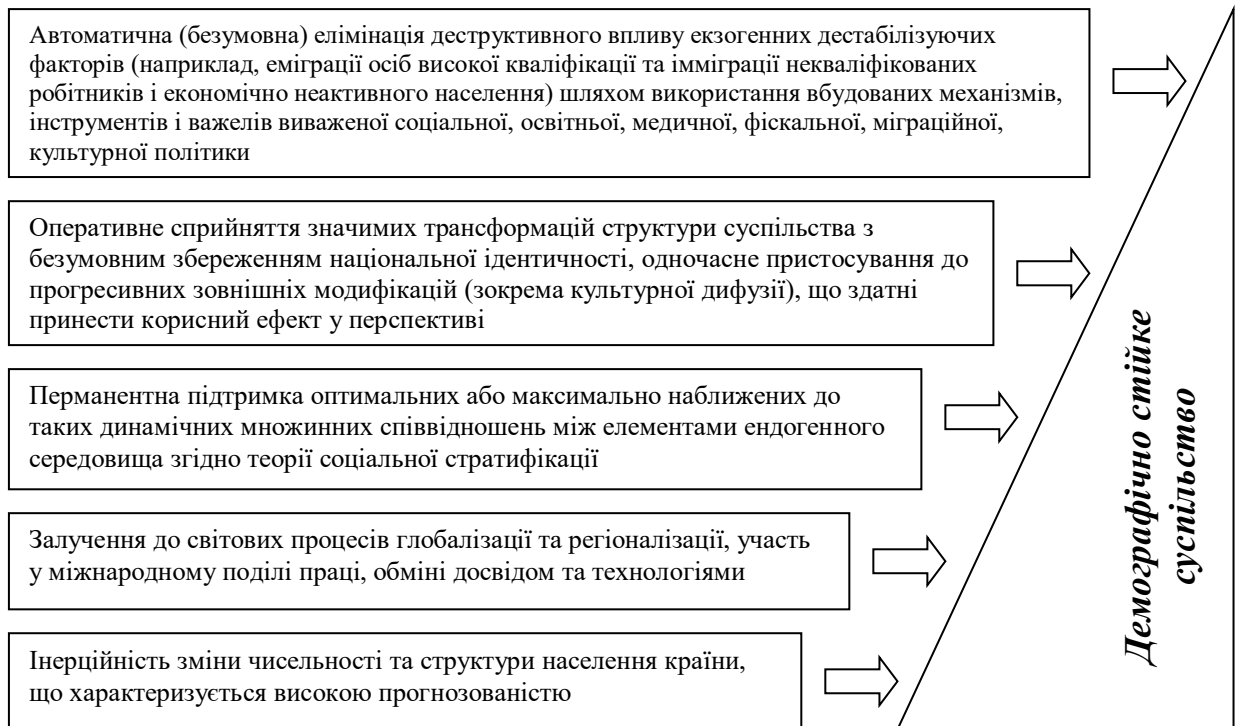 Автоматична (безумовна) елімінація деструктивного впливу екзогенних дестабілізуючих
факторів (наприклад, еміграції осіб високої кваліфікації та імміграції некваліфікованих
робітників і економічно неактивного населення) шляхом використання вбудованих механізмів,
інструментів і важелів виваженої соціальної, освітньої, медичної, фіскальної, міграційної,
культурної політики
Оперативне сприйняття значимих трансформацій структури суспільства з
безумовним збереженням національної ідентичності, одночасне пристосування до
прогресивних зовнішніх модифікацій (зокрема культурної дифузії), що здатні
принести корисний ефект у перспективі
Перманентна підтримка оптимальних або максимально наближених до
таких динамічних множинних співвідношень між елементами ендогенного
середовища згідно теорії соціальної стратифікації
Залучення до світових процесів глобалізації та регіоналізації, участь
у міжнародному поділі праці, обміні досвідом та технологіями
Інерційність зміни чисельності та структури населення країни,
що характеризується високою прогнозованістю
Демографічно стійке
суспільство